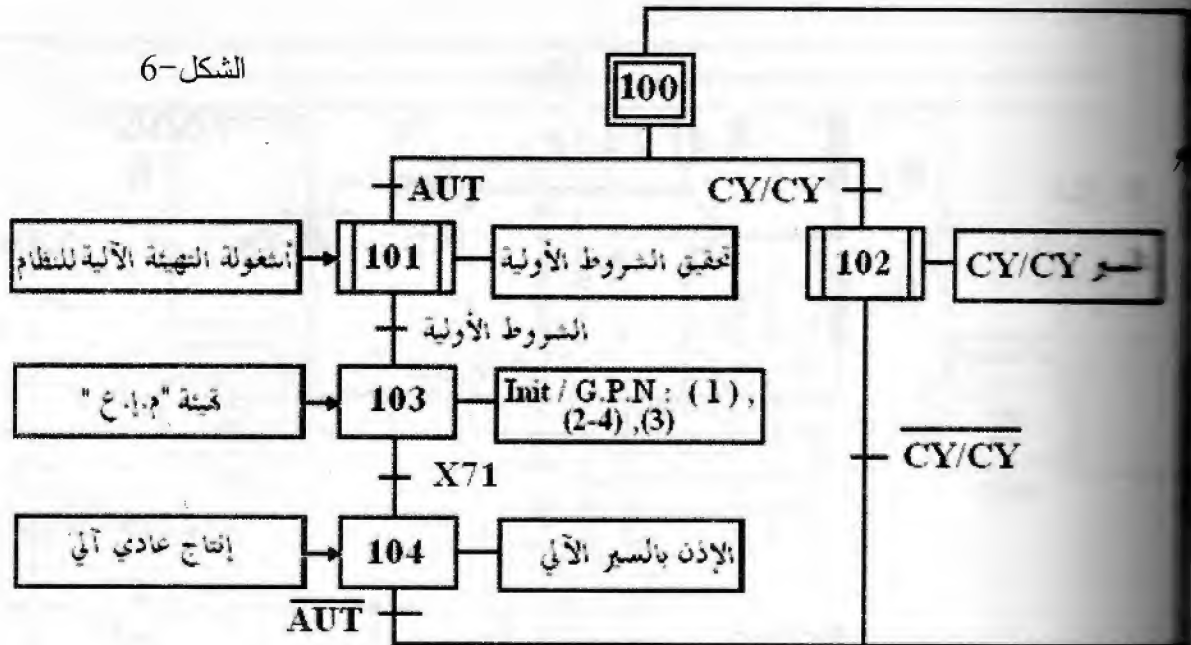 الشكل-6
100
AUT
CY/CY
أشغولة التهيئة الآلية للنظام
101
تحقيق الشروط الأولية
102
CY/CY
الشروط الأولية
تهيئة "م.إ.ع"
103
Init / G.P.N : ( 1 ) ,
(2-4) ,(3)
CY/CY
X71
إنتاج عادي آلي
104
الإذن بالسير الآلي
AUT